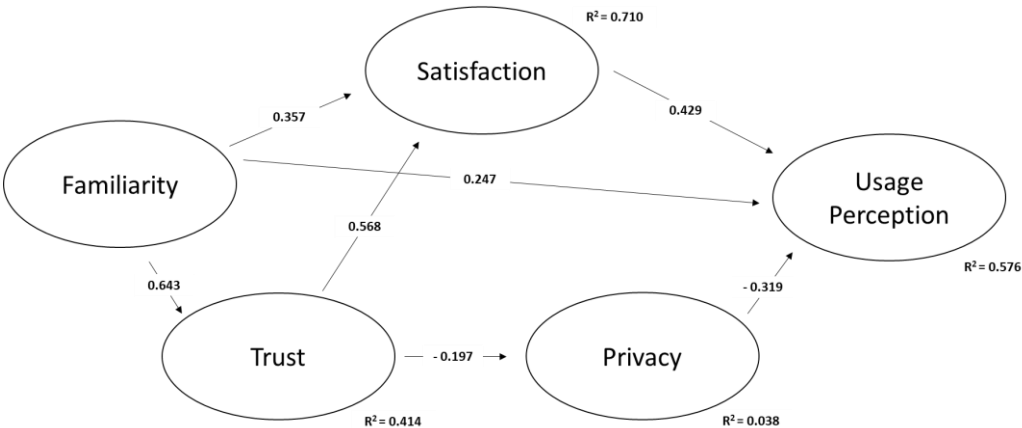 R² = 0.710
Satisfaction
0.357
0.429
Familiarity
0.247
Usage
Perception
0.568
R² = 0.576
0.643
- 0.319
Trust
- 0.197
Privacy
R² = 0.414
R² = 0.038